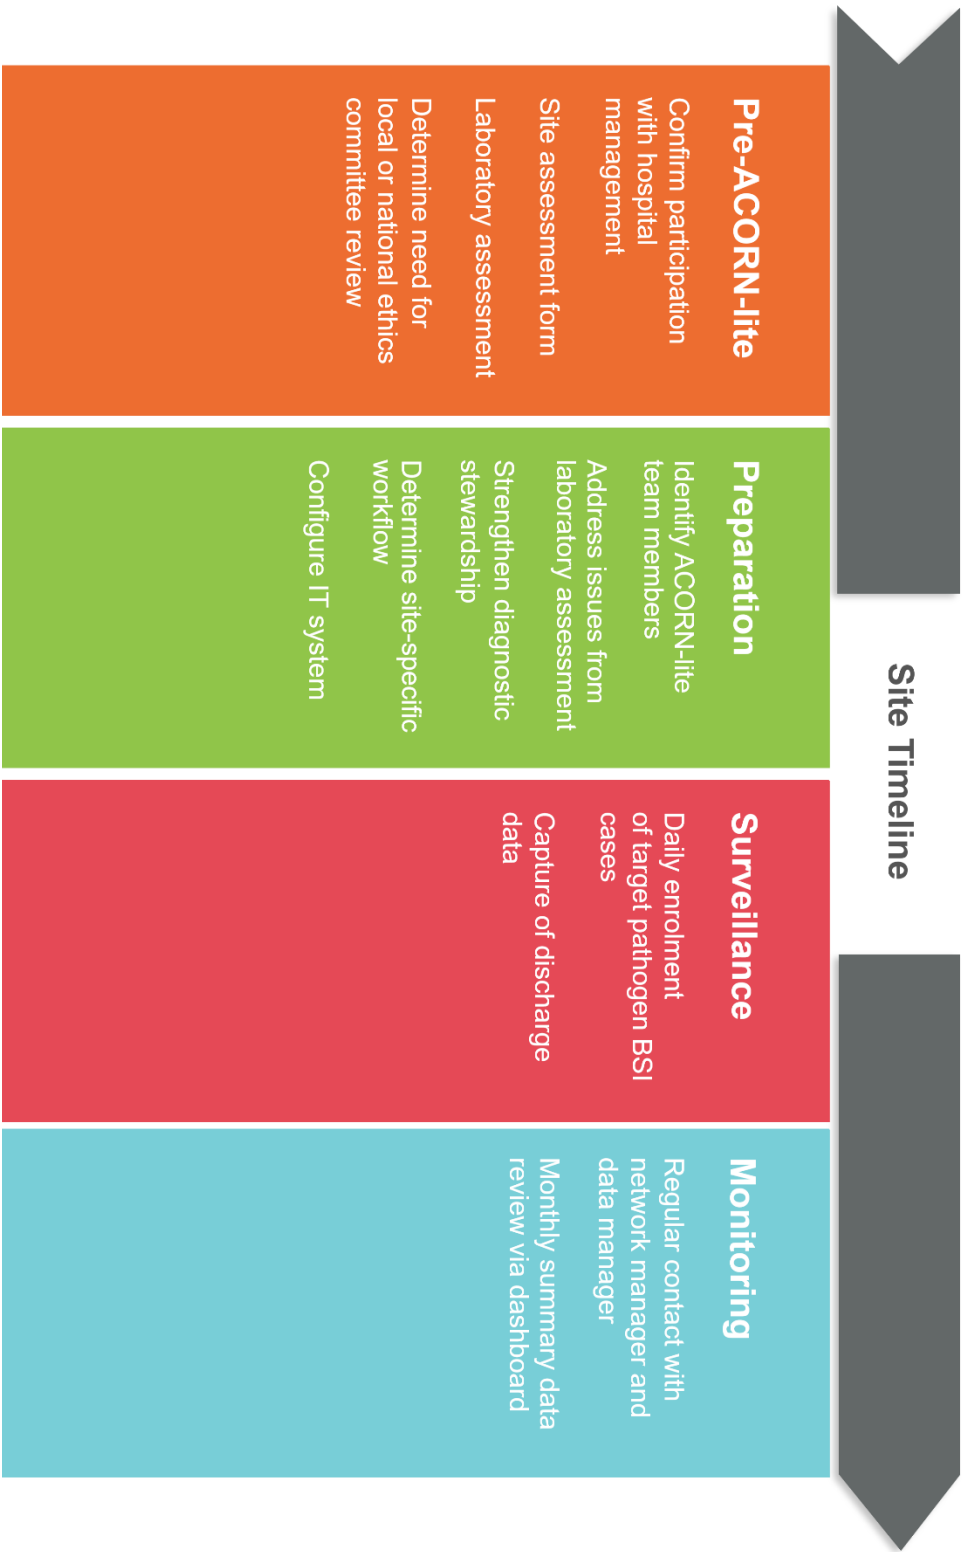 Site Timeline
Pre-ACORN-lite
Confirm participation
with hospital
management
Site assessment form
Laboratory assessment
Determine need for
local or national ethics
committee review
Preparation
Identify ACORN-lite
team members
Address issues from
laboratory assessment
Strengthen diagnostic
stewardship
Determine site-specific
workflow
Configure IT system
Surveillance
Daily enrolment
of target pathogen BSI
cases
Capture of discharge
data
Monitoring
Regular contact with
network manager and
data manager
Monthly summary data
review via dashboard